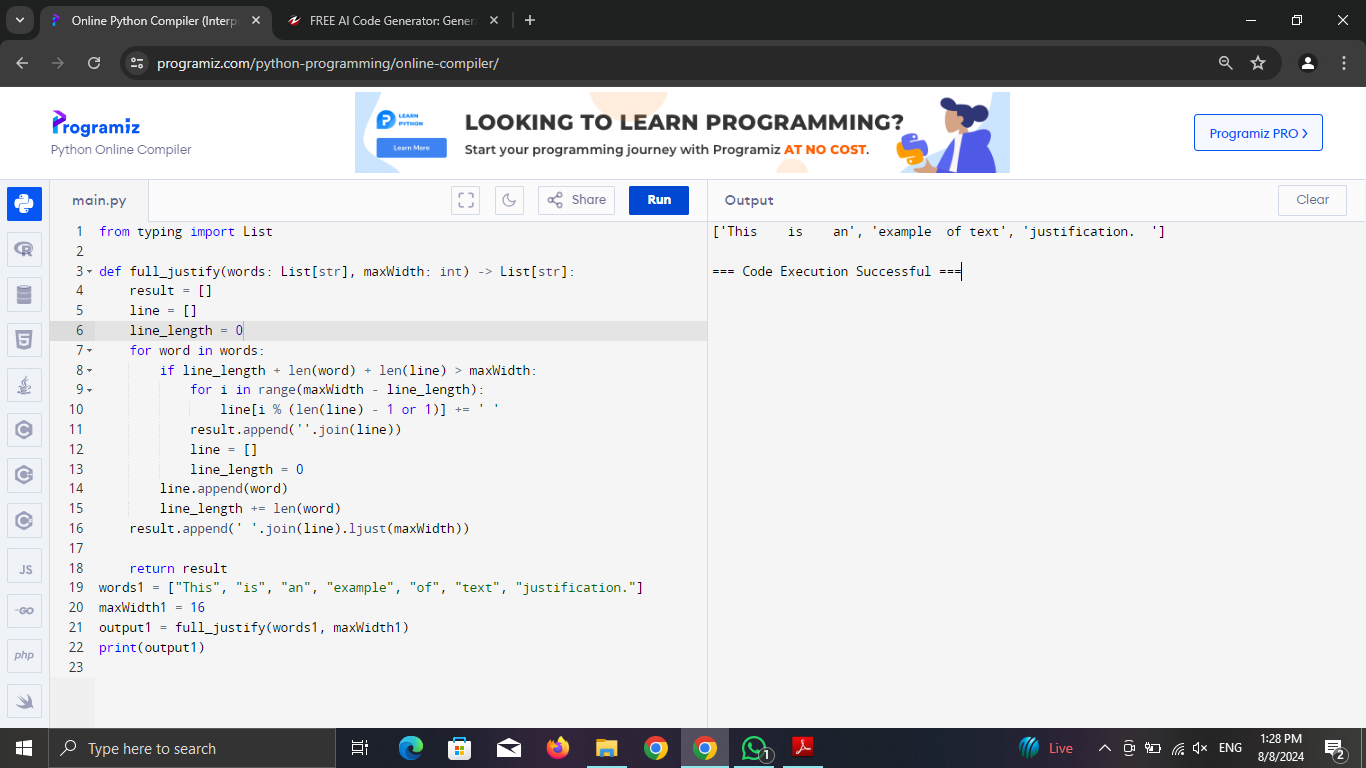 Online Python Compiler (Interp
FREE AI Code Generator: Genera
programiz.com/python-programming/online-compiler/
Programiz
Python Online Compiler
LEARN PYTHON
Learn More
LOOKING TO LEARN PROGRAMMING?
Start your programming journey with Programiz AT NO COST.
Programiz PRO >
main.py
Share
Run
Output
Clear
1 from typing import List
2
3 def full_justify(words: List[str], maxWidth: int) -> List[str]:
4     result = []
5     line = []
6     line_length = 0
7     for word in words:
8         if line_length + len(word) + len(line) > maxWidth:
9             for i in range(maxWidth - line_length):
10                 line[i % (len(line) - 1 or 1)] += ' '
11             result.append(''.join(line))
12             line = []
13             line_length = 0
14         line.append(word)
15         line_length += len(word)
16     result.append(' '.join(line).ljust(maxWidth))
17
18     return result
19 words1 = ["This", "is", "an", "example", "of", "text", "justification."]
20 maxWidth1 = 16
21 output1 = full_justify(words1, maxWidth1)
22 print(output1)
23
['This    is    an', 'example  of text', 'justification.  ']
=== Code Execution Successful ===
JS
GO
php
Type here to search
1
Live
ENG
1:28 PM
8/8/2024
2